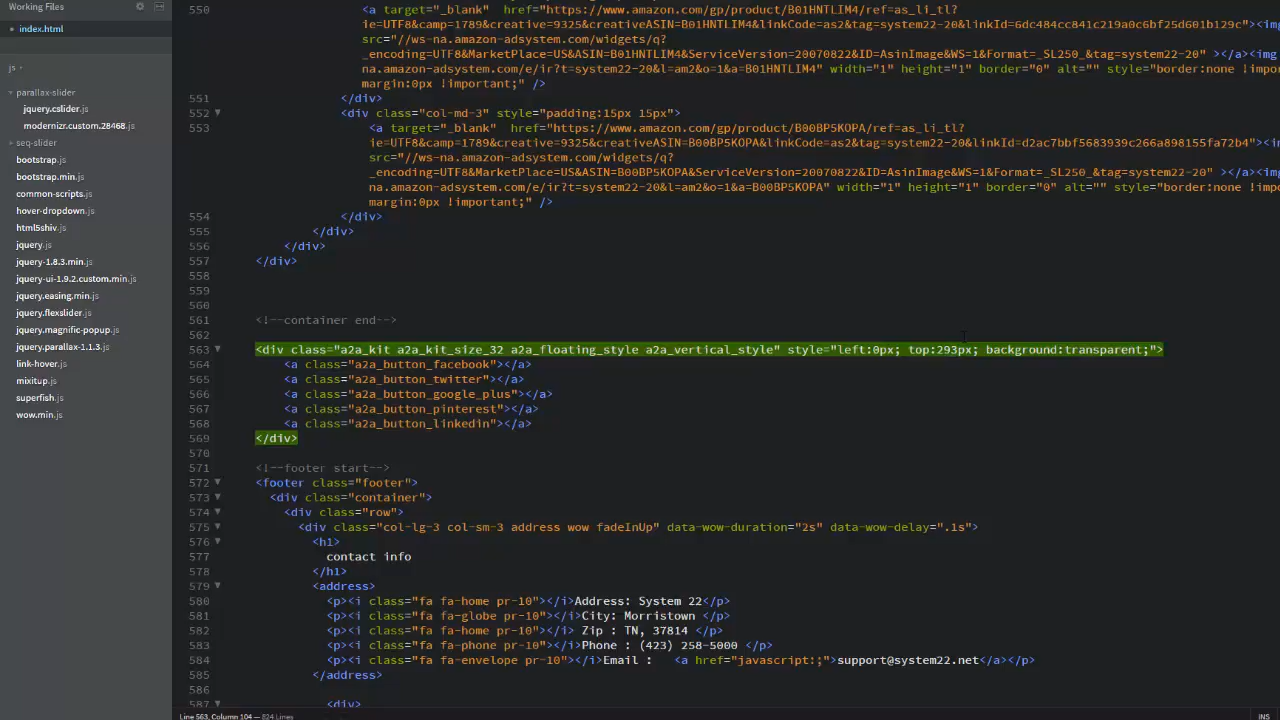 Working Files
index.html
js
parallax-slider
jquery.cslider.js
modernizr.custom.28468.js
seq-slider
bootstrap.js
bootstrap.min.js
common-scripts.js
hover-dropdown.js
html5shiv.js
jquery.js
jquery-1.8.3.min.js
jquery-ui-1.9.2.custom.min.js
jquery.easing.min.js
jquery.flexslider.js
jquery.magnific-popup.js
jquery.parallax-1.1.3.js
link-hover.js
mixitup.js
superfish.js
wow.min.js
550 <a target="_blank" href="https://www.amazon.com/gp/product/B01HNTLIM4/ref=as_li_tl?
ie=UTF8&camp=1789&creative=9325&creativeASIN=B01HNTLIM4&linkCode=as2&tag=system22-20&linkId=6dc484cc841c219a0c6bf25d601b129c"><img
src="//ws-na.amazon-adsystem.com/widgets/q?
_encoding=UTF8&MarketPlace=US&ASIN=B01HNTLIM4&ServiceVersion=20070822&ID=AsinImage&WS=1&Format=_SL250_&tag=system22-20" ></a><img
na.amazon-adsystem.com/e/ir?t=system22-20&l=am2&o=1&a=B01HNTLIM4" width="1" height="1" border="0" alt="" style="border:none !impor
margin:0px !important;" />
551 </div>
552 <div class="col-md-3" style="padding:15px 15px">
553 <a target="_blank" href="https://www.amazon.com/gp/product/B00BP5KOPA/ref=as_li_tl?
ie=UTF8&camp=1789&creative=9325&creativeASIN=B00BP5KOPA&linkCode=as2&tag=system22-20&linkId=d2ac7bbf5683939c266a898155fa72b4"><im
src="//ws-na.amazon-adsystem.com/widgets/q?
_encoding=UTF8&MarketPlace=US&ASIN=B00BP5KOPA&ServiceVersion=20070822&ID=AsinImage&WS=1&Format=_SL250_&tag=system22-20" ></a><img
na.amazon-adsystem.com/e/ir?t=system22-20&l=am2&o=1&a=B00BP5KOPA" width="1" height="1" border="0" alt="" style="border:none !impo
margin:0px !important;" />
554 </div>
555 </div>
556 </div>
557 </div>
558
559
560
561 <!--container end-->
562
563 <div class="a2a_kit a2a_kit_size_32 a2a_floating_style a2a_vertical_style" style="left:0px; top:293px; background:transparent;">
564 <a class="a2a_button_facebook"></a>
565 <a class="a2a_button_twitter"></a>
566 <a class="a2a_button_google_plus"></a>
567 <a class="a2a_button_pinterest"></a>
568 <a class="a2a_button_linkedin"></a>
569 </div>
570
571 <!--footer start-->
572 <footer class="footer">
573 <div class="container">
574 <div class="row">
575 <div class="col-lg-3 col-sm-3 address wow fadeInUp" data-wow-duration="2s" data-wow-delay=".1s">
576 <h1>
577 contact info
578 </h1>
579 <address>
580 <p><i class="fa fa-home pr-10"></i>Address: System 22</p>
581 <p><i class="fa fa-globe pr-10"></i>City: Morristown </p>
582 <p><i class="fa fa-home pr-10"></i> Zip : TN, 37814 </p>
583 <p><i class="fa fa-phone pr-10"></i>Phone : (423) 258-5000 </p>
584 <p><i class="fa fa-envelope pr-10"></i>Email : <a href="javascript:;">support@system22.net</a></p>
585 </address>
586
587 <div>
Line 563, Column 104 — 824 Lines
INS